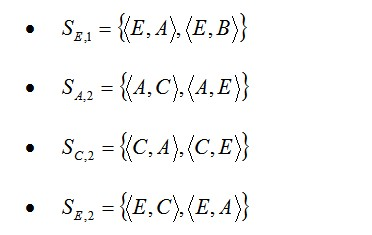 • S_{E,1} = {⟨E, A⟩, ⟨E, B⟩}
• S_{A,2} = {⟨A, C⟩, ⟨A, E⟩}
• S_{C,2} = {⟨C, A⟩, ⟨C, E⟩}
• S_{E,2} = {⟨E, C⟩, ⟨E, A⟩}